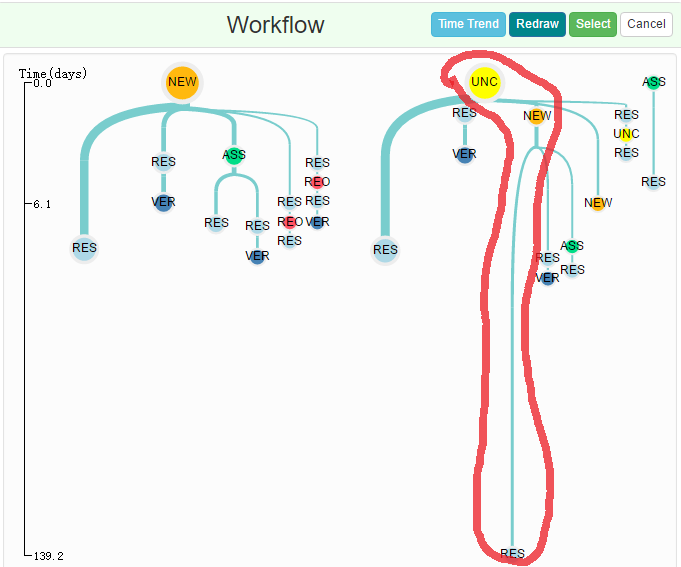 Workflow
Time Trend
Redraw
Select
Cancel
Time(days)
0.0
NEW
UNC
ASS
RES
NEW
RES
UNC
RES
ASS
VER
RES
RES
RES
REO
RES
6.1
VER
RES
RES
VER
NEW
RES
RES
REO
RES
RES
RES
ASS
VER
RES
RES
VER
139.2
RES